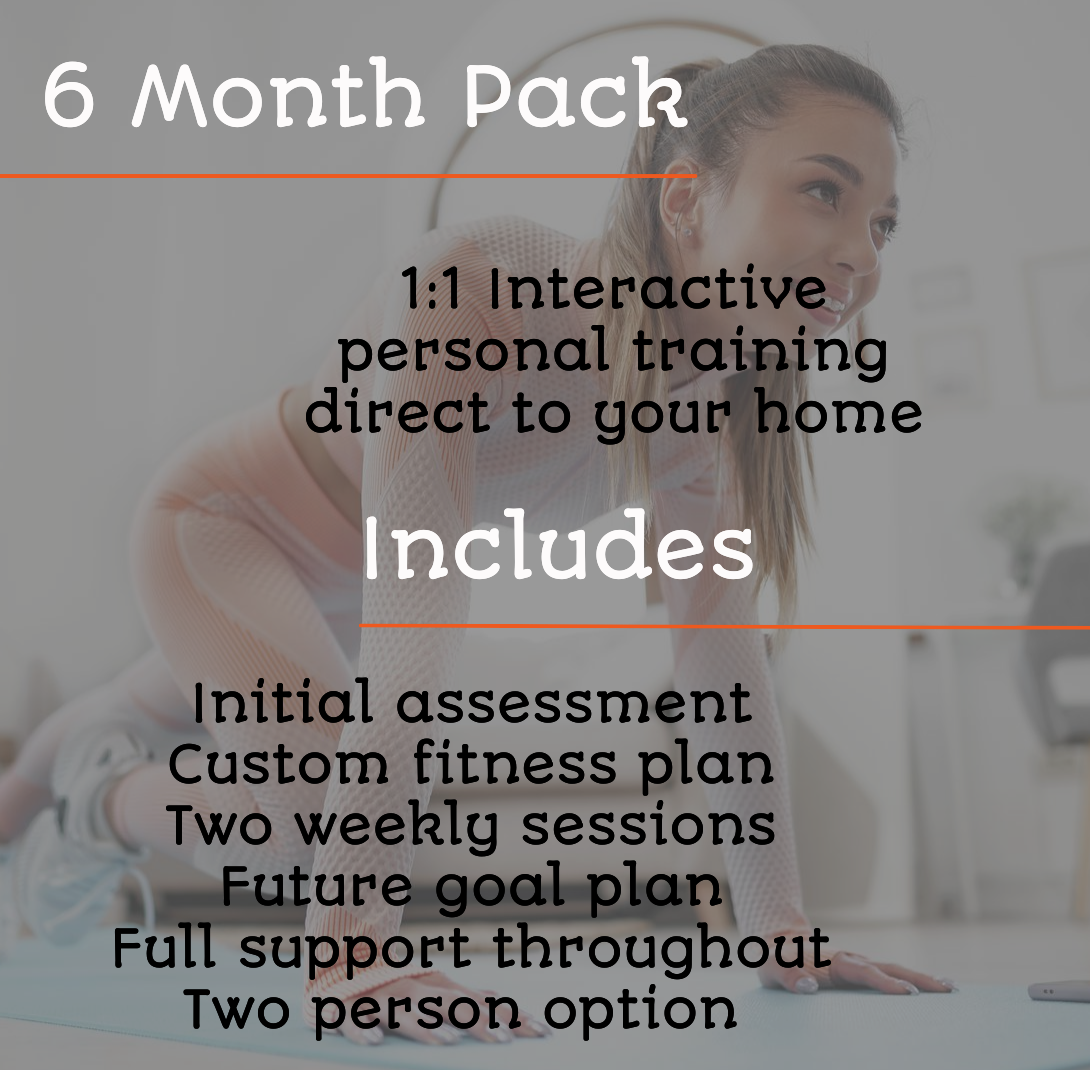 6 Month Pack
1:1 Interactive
personal training
direct to your home
Includes
Initial assessment
Custom fitness plan
Two weekly sessions
Future goal plan
Full support throughout
Two person option